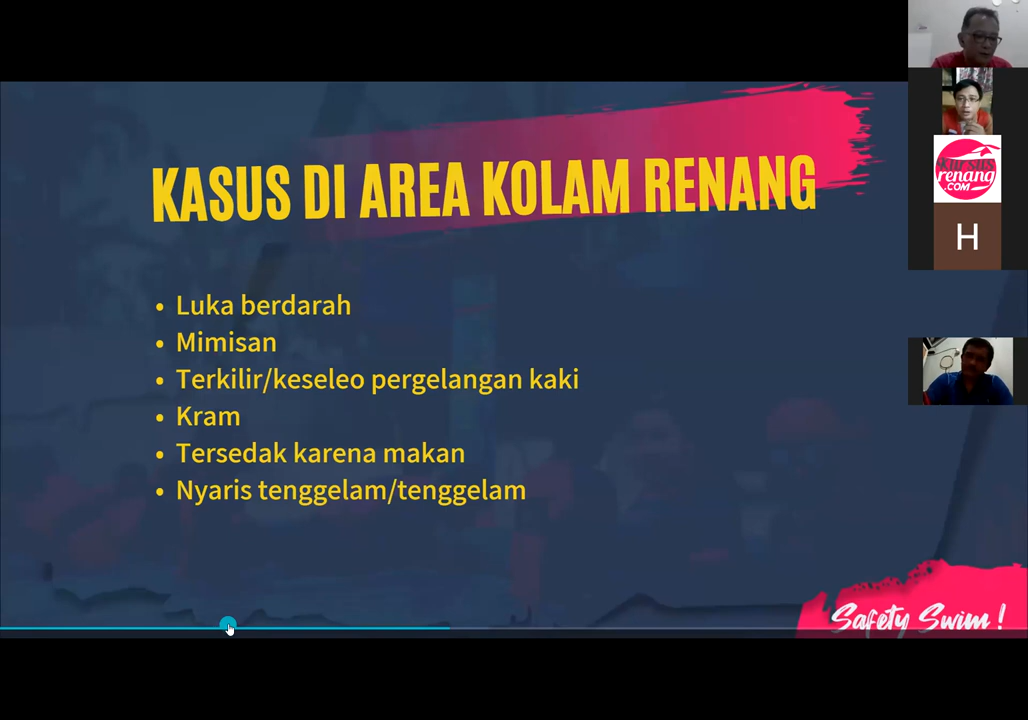 KASUS DI AREA KOLAM RENANG
• Luka berdarah
• Mimisan
• Terkilir/keseleo pergelangan kaki
• Kram
• Tersedak karena makan
• Nyaris tenggelam/tenggelam
Safety Swim !
kursus
renang
.COM
H